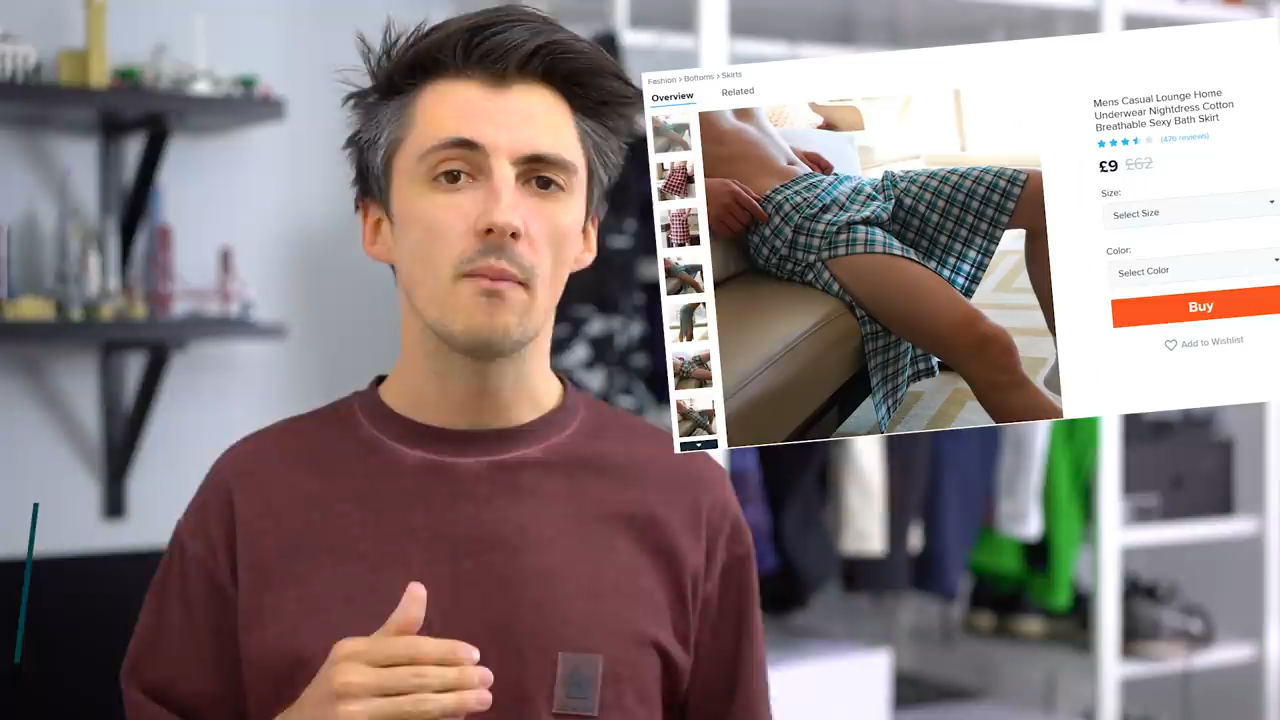 Fashion > Bottoms > Skirts
Overview
Related
Mens Casual Lounge Home
Underwear Nightdress Cotton
Breathable Sexy Bath Skirt
(476 reviews)
£9 £62
Size:
Select Size
Color:
Select Color
Buy
Add to Wishlist